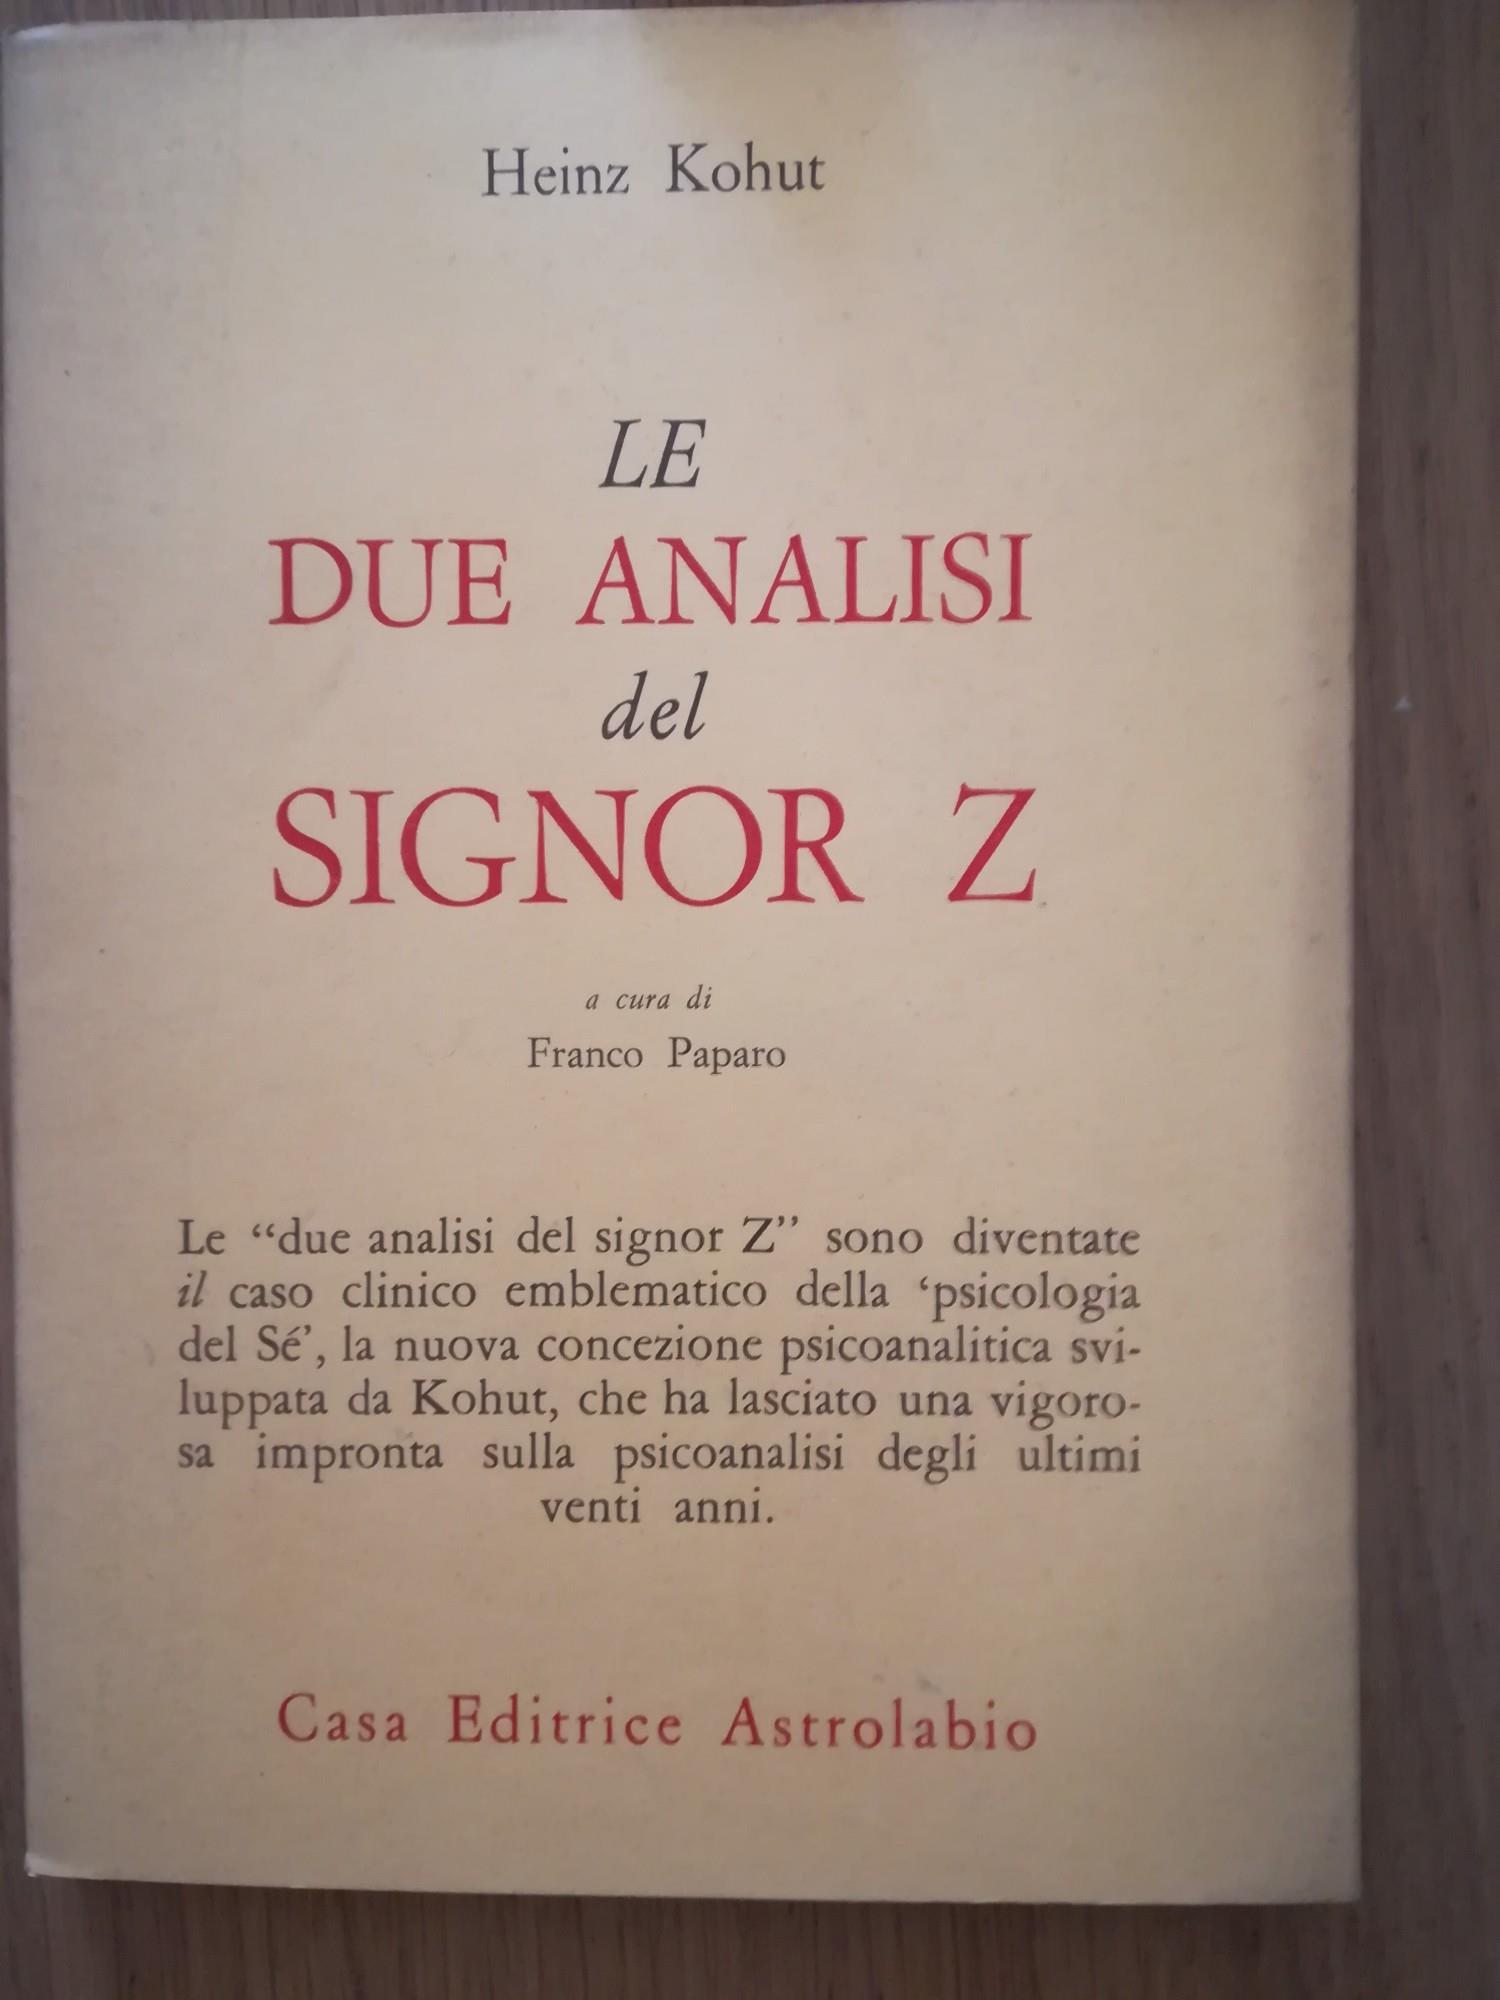 Heinz Kohut
LE
DUE ANALISI
del
SIGNOR Z
a cura di
Franco Paparo
Le “due analisi del signor Z” sono diventate
il caso clinico emblematico della ‘psicologia
del Sé’, la nuova concezione psicoanalitica svi-
luppata da Kohut, che ha lasciato una vigoro-
sa impronta sulla psicoanalisi degli ultimi
venti anni.
Casa Editrice Astrolabio